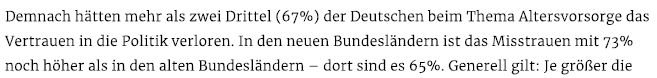 Demnach hätten mehr als zwei Drittel (67%) der Deutschen beim Thema Altersvorsorge das
Vertrauen in die Politik verloren. In den neuen Bundesländern ist das Misstrauen mit 73%
noch höher als in den alten Bundesländern – dort sind es 65%. Generell gilt: Je größer die